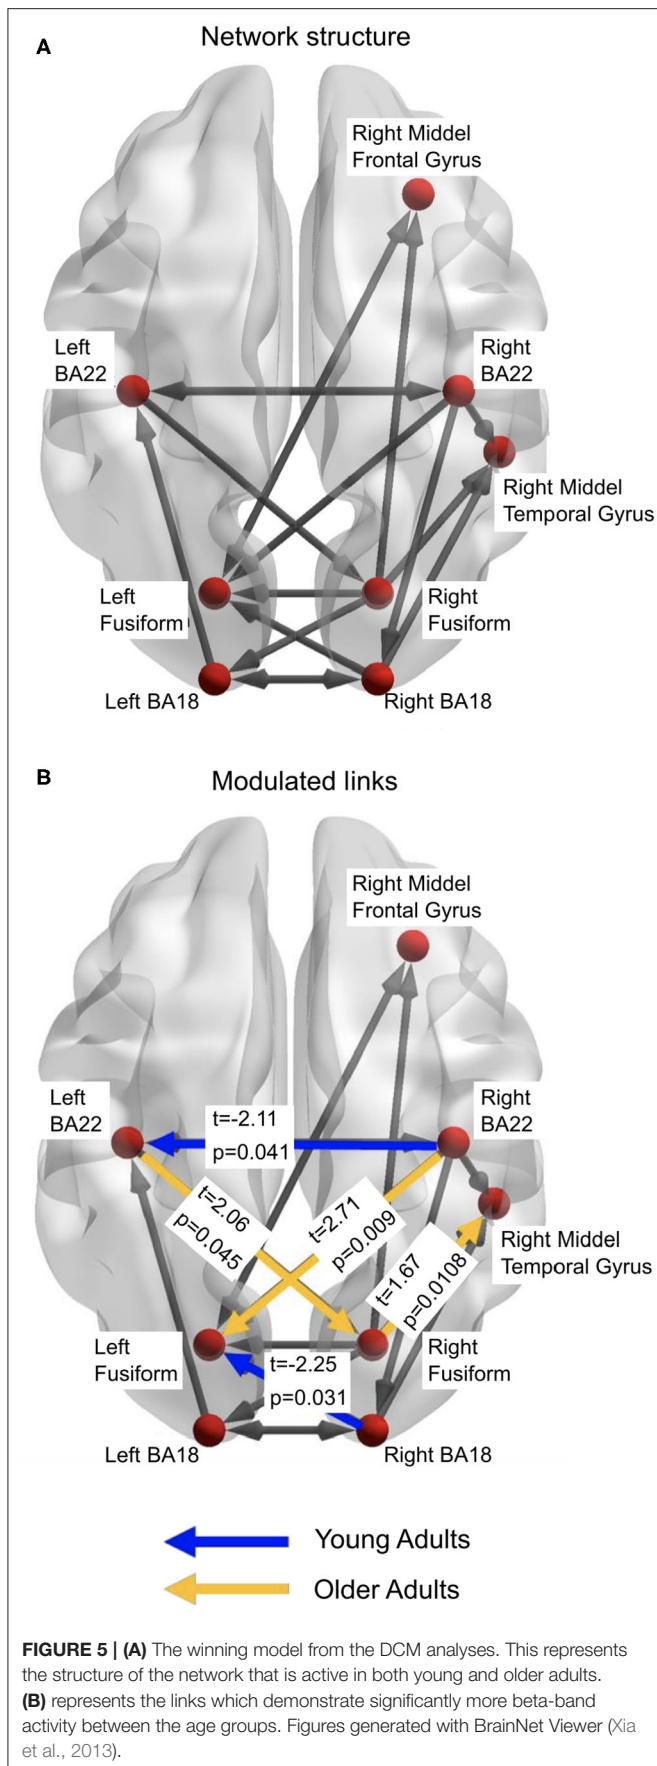 A
Network structure
Right Middel
Frontal Gyrus
Left
BA22
Right
BA22
Right Middel
Temporal Gyrus
Left
Fusiform
Right
Fusiform
Left BA18
Right BA18
B
Modulated links
Right Middel
Frontal Gyrus
Left
BA22
t=-2.11
p=0.041
Right
BA22
t=2.06
p=0.045
t=2.71
p=0.009
t=1.67
p=0.0108
Right Middel
Temporal Gyrus
Left
Fusiform
t=-2.25
p=0.031
Right
Fusiform
Left BA18
Right BA18
Young Adults
Older Adults
FIGURE 5 | (A) The winning model from the DCM analyses. This represents
the structure of the network that is active in both young and older adults.
(B) represents the links which demonstrate significantly more beta-band
activity between the age groups. Figures generated with BrainNet Viewer (Xia
et al., 2013).